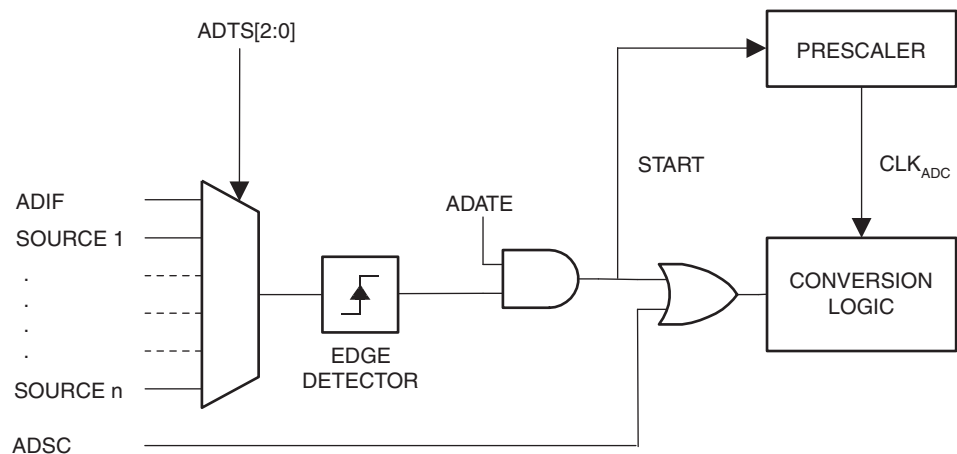 ADTS[2:0]
PRESCALER
START
CLKADC
ADIF
ADATE
SOURCE 1
.
.
.
.
CONVERSION
LOGIC
EDGE
DETECTOR
SOURCE n
ADSC